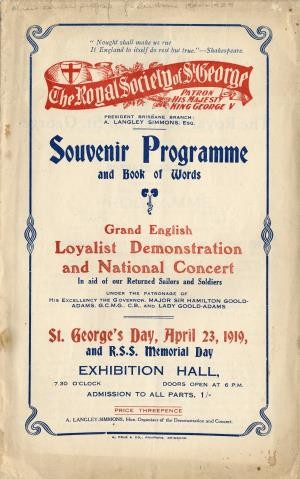 " Nought shall make us rue
It England to itself do rest but true."—Shakespeare.
The Royal Society of St. George
PATRON
HIS MAJESTY
KING GEORGE V
PRESIDENT BRISBANE BRANCH:
A. LANGLEY SIMMONS, Esq.
Souvenir Programme
and Book of Words
Grand English
Loyalist Demonstration
and National Concert
In aid of our Returned Sailors and Soldiers
UNDER THE PATRONAGE OF
HIS EXCELLENCY THE GOVERNOR, MAJOR SIR HAMILTON GOOLD-
ADAMS, G.C.M.G., C.B., AND LADY GOOLD-ADAMS
St. George's Day, April 23, 1919,
and R.S.S. Memorial Day
EXHIBITION HALL,
7.30 O'CLOCK DOORS OPEN AT 6 P.M.
ADMISSION TO ALL PARTS, 1/-
PRICE THREEPENCE
A. LANGLEY-SIMMONS, Hon. Organiser of the Demonstration and Concert.